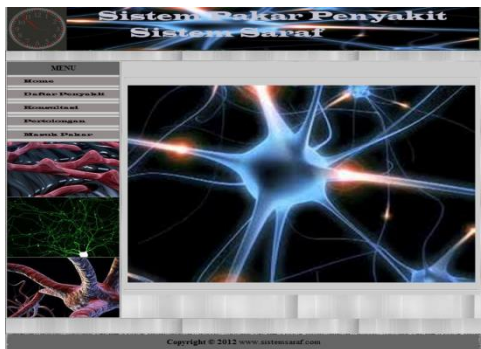 Sistem Pakar Penyakit
Sistem Saraf
MENU
Home
Daftar Penyakit
Konsultasi
Pertolongan
Masuk Pakar
Copyright © 2012 www.sistemsaraf.com